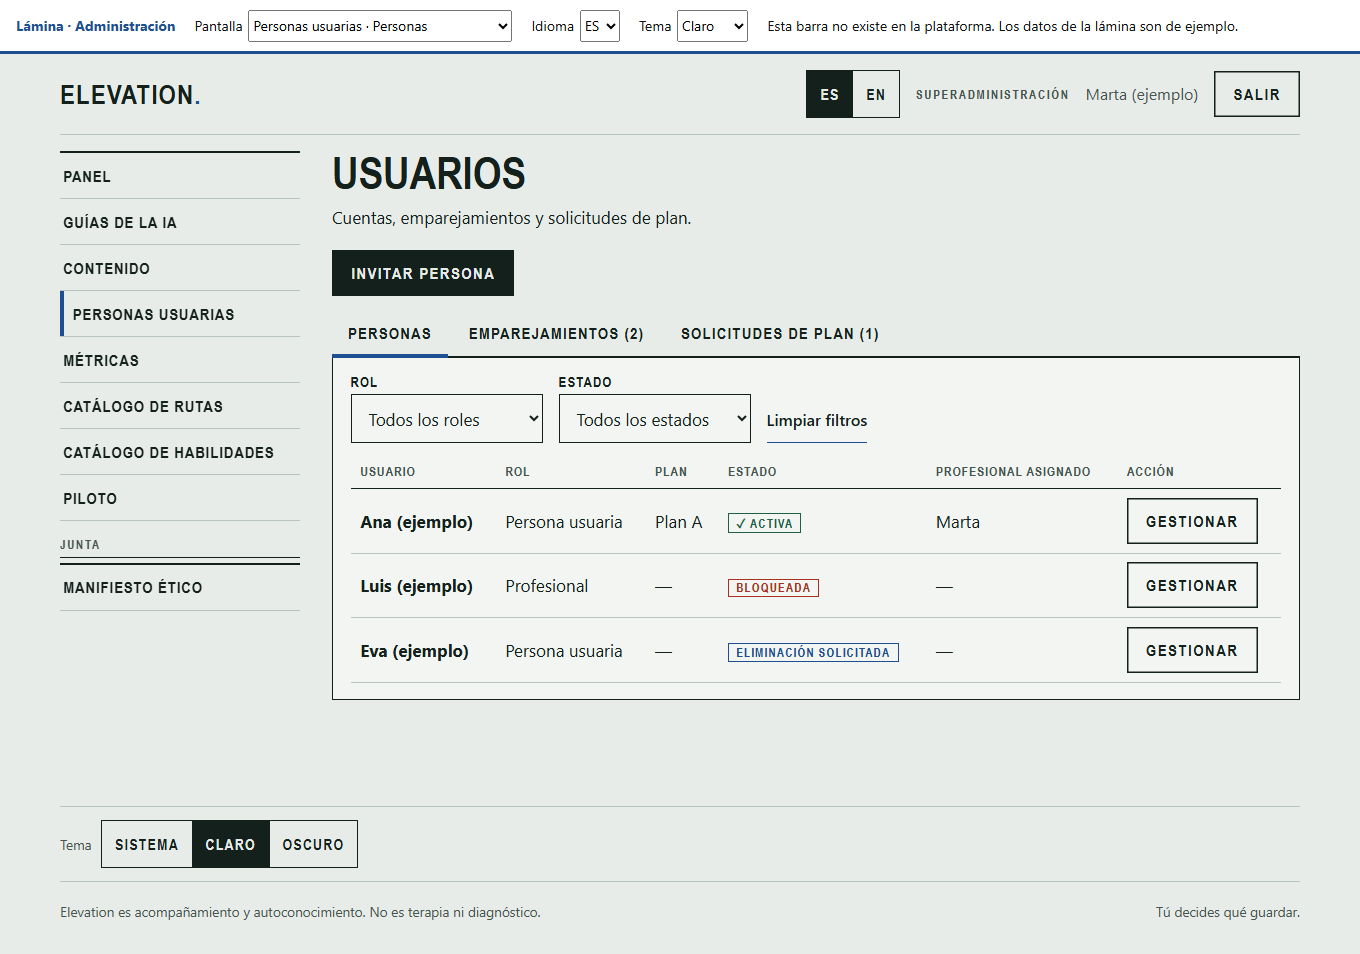 Lámina · Administración Pantalla Personas usuarias · Personas Idioma ES Tema Claro Esta barra no existe en la plataforma. Los datos de la lámina son de ejemplo.
ELEVATION. ES EN SUPERADMINISTRACIÓN Marta (ejemplo) SALIR
PANEL
GUÍAS DE LA IA
CONTENIDO
PERSONAS USUARIAS
MÉTRICAS
CATÁLOGO DE RUTAS
CATÁLOGO DE HABILIDADES
PILOTO
JUNTA
MANIFIESTO ÉTICO
USUARIOS
Cuentas, emparejamientos y solicitudes de plan.
INVITAR PERSONA
PERSONAS EMPAREJAMIENTOS (2) SOLICITUDES DE PLAN (1)
ROL ESTADO
Todos los roles Todos los estados Limpiar filtros
USUARIO ROL PLAN ESTADO PROFESIONAL ASIGNADO ACCIÓN
Ana (ejemplo) Persona usuaria Plan A ✓ ACTIVA Marta GESTIONAR
Luis (ejemplo) Profesional — BLOQUEADA — GESTIONAR
Eva (ejemplo) Persona usuaria — ELIMINACIÓN SOLICITADA — GESTIONAR
Tema SISTEMA CLARO OSCURO
Elevation es acompañamiento y autoconocimiento. No es terapia ni diagnóstico. Tú decides qué guardar.